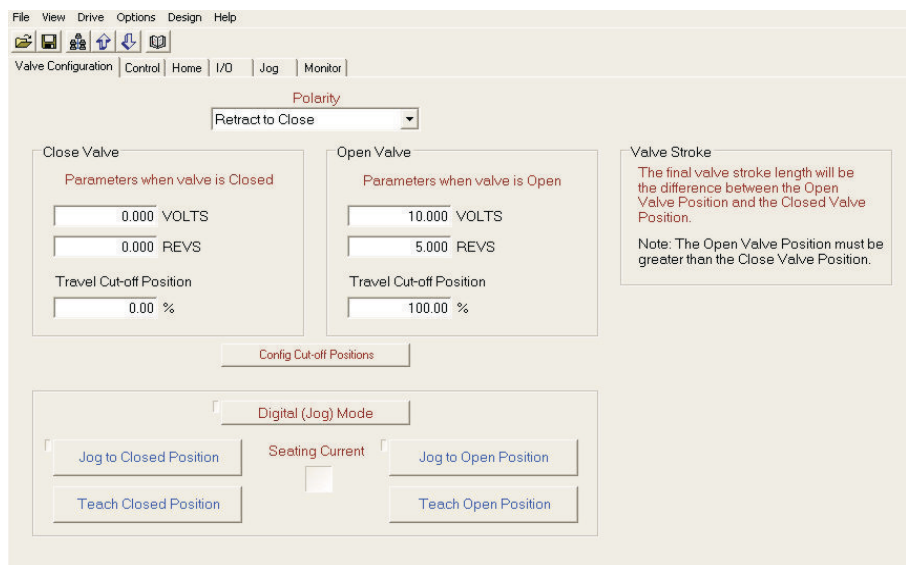 File View Drive Options Design Help
Valve Configuration Control Home I/O Jog Monitor
Polarity
Retract to Close
Close Valve
Parameters when valve is Closed
0.000 VOLTS
0.000 REVS
Travel Cut-off Position
0.00 %
Open Valve
Parameters when valve is Open
10.000 VOLTS
5.000 REVS
Travel Cut-off Position
100.00 %
Valve Stroke
The final valve stroke length will be
the difference between the Open
Valve Position and the Closed Valve
Position.
Note: The Open Valve Position must be
greater than the Close Valve Position.
Config Cut-off Positions
Digital (Jog) Mode
Jog to Closed Position
Seating Current
Jog to Open Position
Teach Closed Position
Teach Open Position